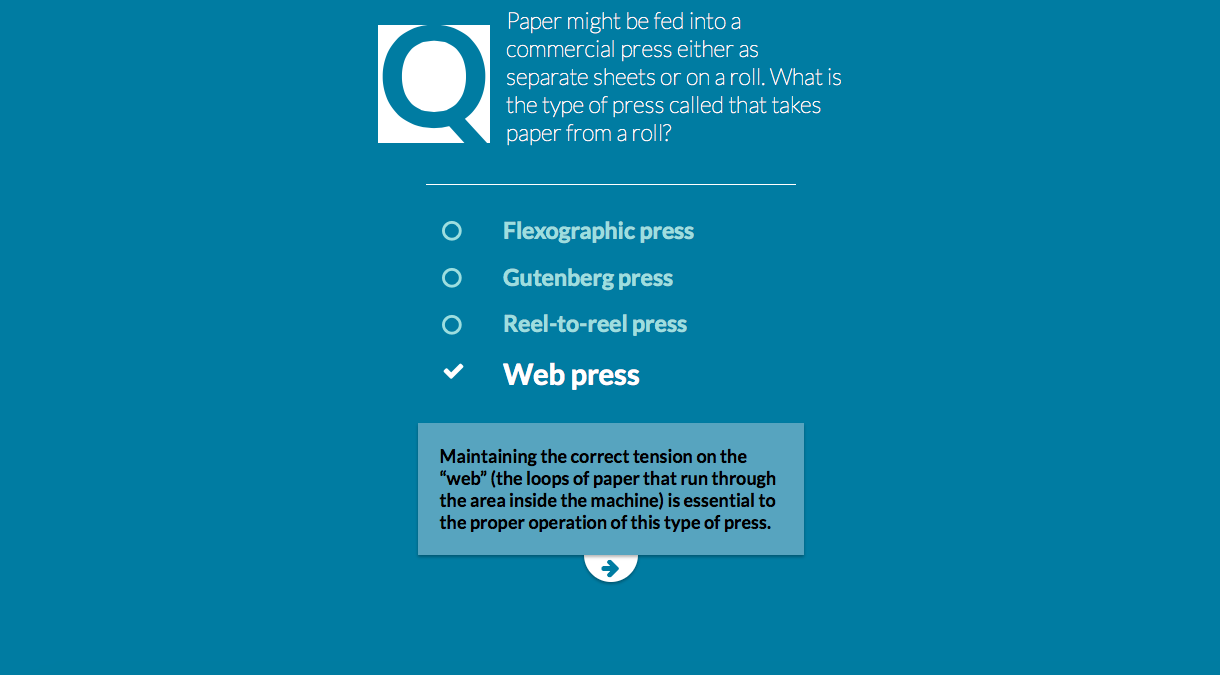 Q
Paper might be fed into a
commercial press either as
separate sheets or on a roll. What is
the type of press called that takes
paper from a roll?
Flexographic press
Gutenberg press
Reel-to-reel press
Web press
Maintaining the correct tension on the
“web” (the loops of paper that run through
the area inside the machine) is essential to
the proper operation of this type of press.